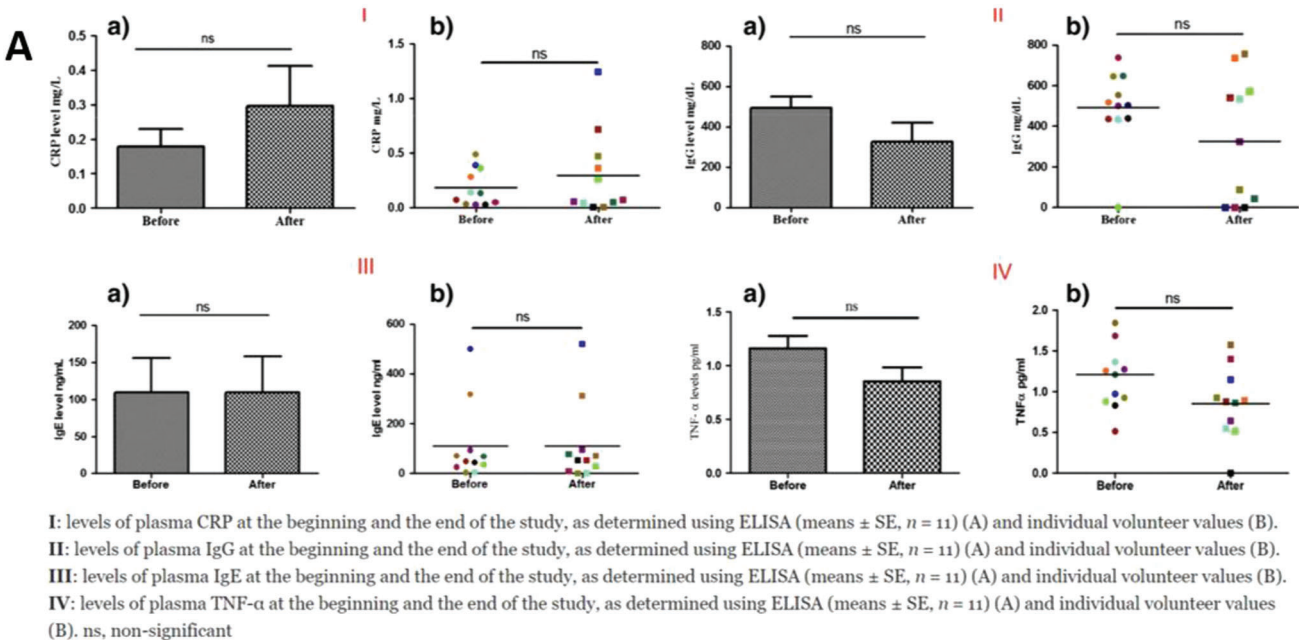 A
I
II
a)
b)
a)
b)
ns
ns
ns
ns
CRP level mg/L
0.5
0.4
0.3
0.2
0.1
0.0
Before
After
CRP mg/L
1.5
1.0
0.5
0.0
Before
After
IgG level mg/dL
800
600
400
200
0
Before
After
IgG mg/dL
800
600
400
200
0
Before
After
III
IV
a)
b)
a)
b)
ns
ns
ns
ns
IgE level ng/mL
200
150
100
50
0
Before
After
IgE level ng/ml
600
400
200
0
Before
After
TNF- α levels pg/ml
1.5
1.0
0.5
0.0
Before
After
TNFα pg/ml
2.0
1.5
1.0
0.5
0.0
Before
After
I: levels of plasma CRP at the beginning and the end of the study, as determined using ELISA (means ± SE, n = 11) (A) and individual volunteer values (B).
II: levels of plasma IgG at the beginning and the end of the study, as determined using ELISA (means ± SE, n = 11) (A) and individual volunteer values (B).
III: levels of plasma IgE at the beginning and the end of the study, as determined using ELISA (means ± SE, n = 11) (A) and individual volunteer values (B).
IV: levels of plasma TNF-α at the beginning and the end of the study, as determined using ELISA (means ± SE, n = 11) (A) and individual volunteer values
(B). ns, non-significant